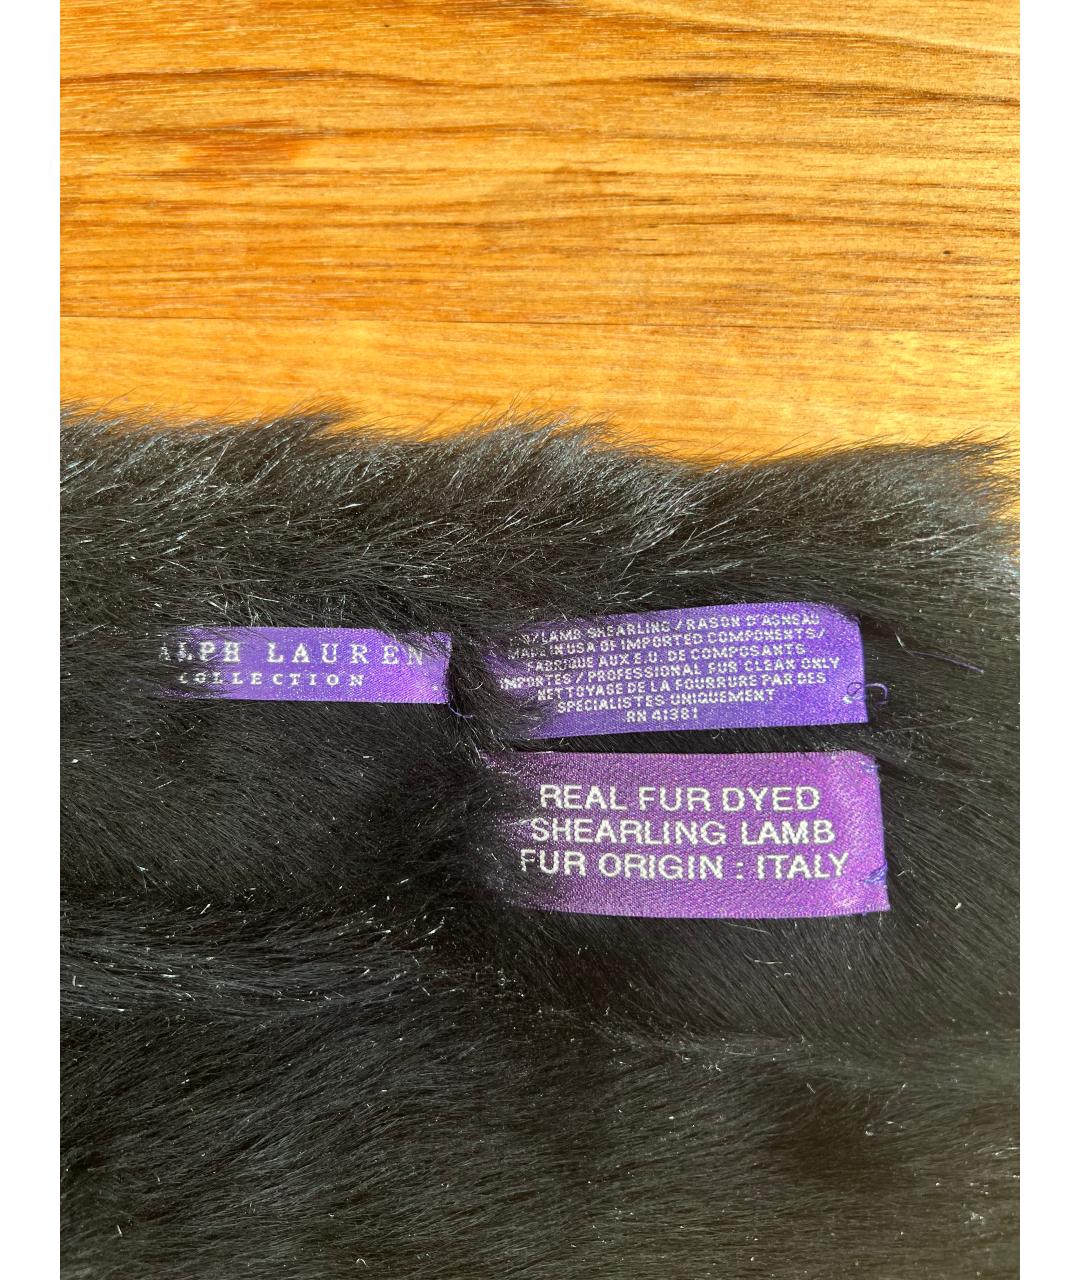 ALPH LAUREN
COLLECTION
/LAMB SHEARLING / RASON D'AGNEAU
MADE IN USA OF IMPORTED COMPONENTS/
FABRIQUE AUX E.U. DE COMPOSANTS
IMPORTES / PROFESSIONAL FUR CLEAN ONLY
NETTOYAGE DE LA FOURRURE PAR DES
SPECIALISTES UNIQUEMENT
RN 41381
REAL FUR DYED
SHEARLING LAMB
FUR ORIGIN : ITALY